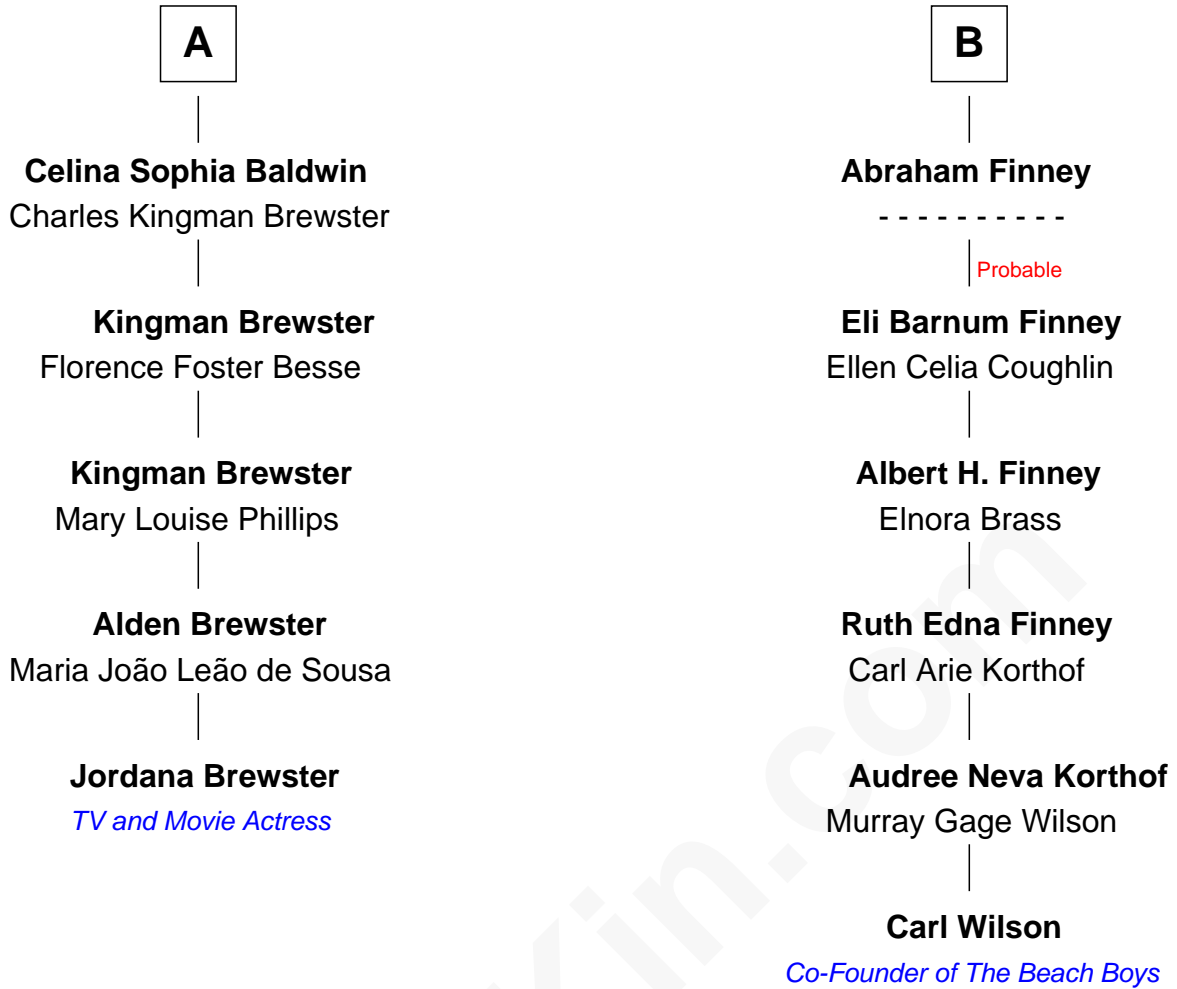 A
Celina Sophia Baldwin
Charles Kingman Brewster
Kingman Brewster
Florence Foster Besse
Kingman Brewster
Mary Louise Phillips
Alden Brewster
Maria João Leão de Sousa
Jordana Brewster
TV and Movie Actress
B
Abraham Finney
- - - - - - - - - -
Probable
Eli Barnum Finney
Ellen Celia Coughlin
Albert H. Finney
Elnora Brass
Ruth Edna Finney
Carl Arie Korthof
Audree Neva Korthof
Murray Gage Wilson
Carl Wilson
Co-Founder of The Beach Boys
Kin.com